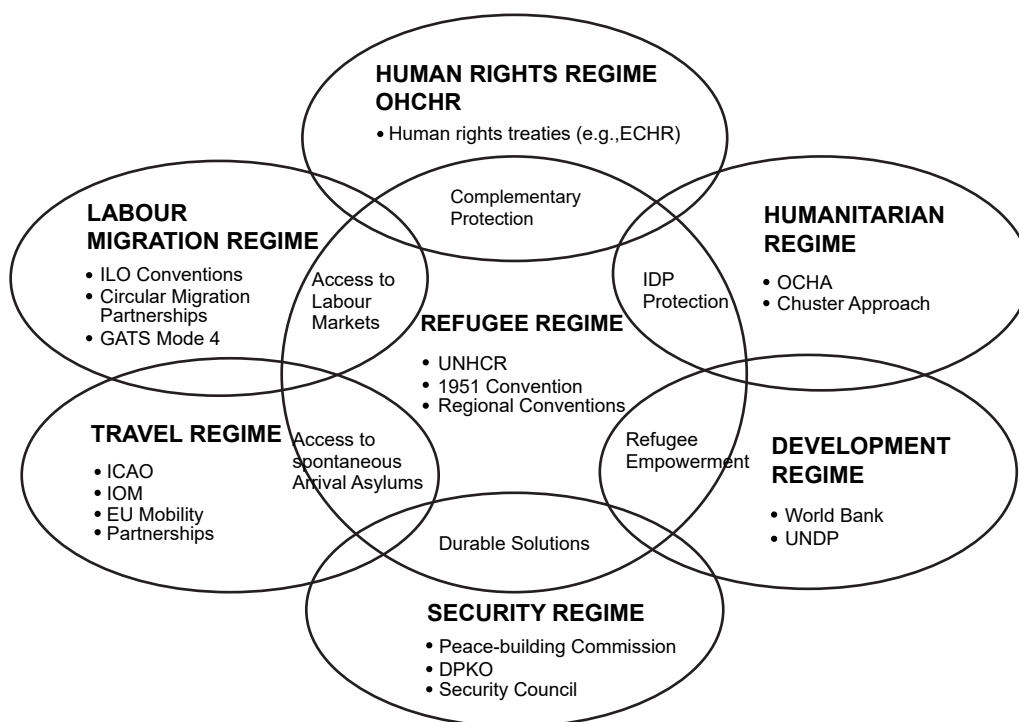 HUMAN RIGHTS REGIME
OHCHR
• Human rights treaties (e.g.,ECHR)
Complementary
Protection
LABOUR
MIGRATION REGIME
• ILO Conventions
• Circular Migration
Partnerships
• GATS Mode 4
Access to
Labour
Markets
HUMANITARIAN
REGIME
• OCHA
• Chuster Approach
IDP
Protection
REFUGEE REGIME
• UNHCR
• 1951 Convention
• Regional Conventions
TRAVEL REGIME
• ICAO
• IOM
• EU Mobility
• Partnerships
Access to
spontaneous
Arrival Asylums
Refugee
Empowerment
DEVELOPMENT
REGIME
• World Bank
• UNDP
Durable Solutions
SECURITY REGIME
• Peace-building Commission
• DPKO
• Security Council